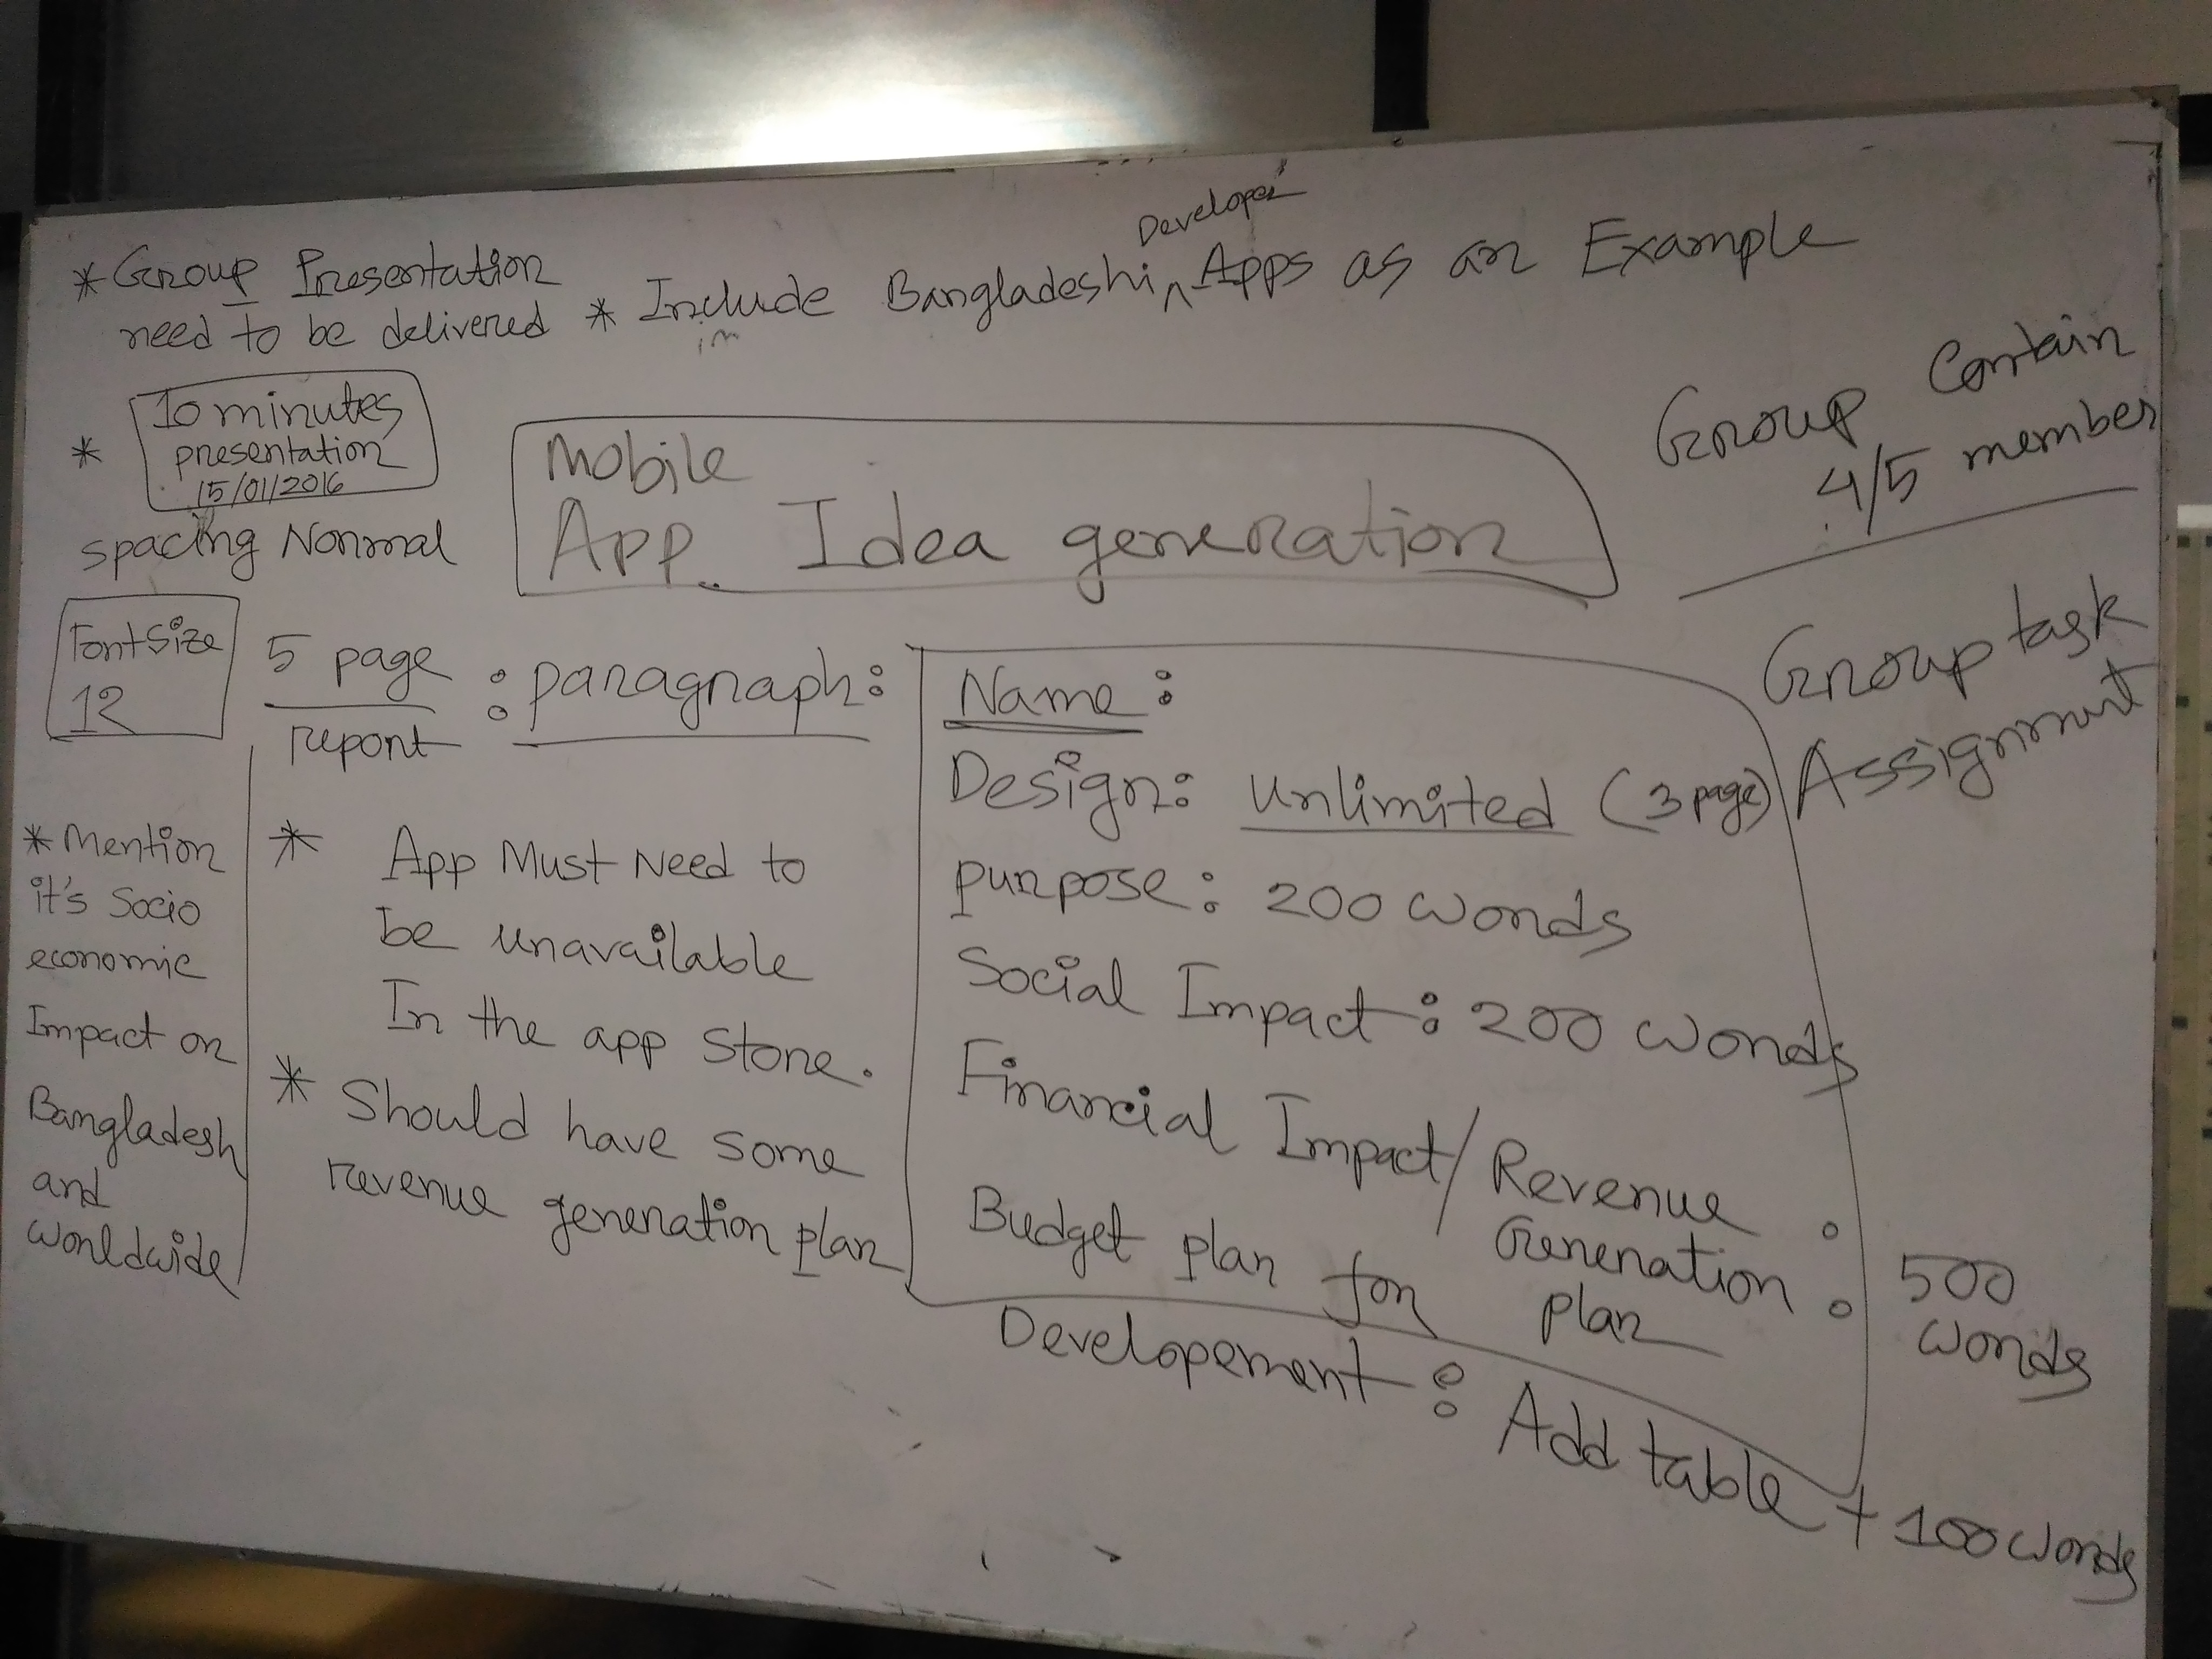 * Group Presentation
need to be delivered
* Include Bangladeshi ^ Developer Apps as an Example
* 10 minutes
presentation
15/01/2016
spacing Normal
Mobile
App Idea generation
Group Contain
4/5 member
Group task
Assignment
Font Size
12
5 page
report
: paragraph:
* Mention
it's Socio
economic
Impact on
Bangladesh
and
worldwide
* App Must Need to
be unavailable
In the app store.
* Should have some
revenue generation plan
Name:
Design: Unlimited (3 page)
purpose: 200 words
Social Impact: 200 words
Financial Impact/Revenue
Generation
plan
: 500
words
Budget plan for
Developement: Add table + 100 words